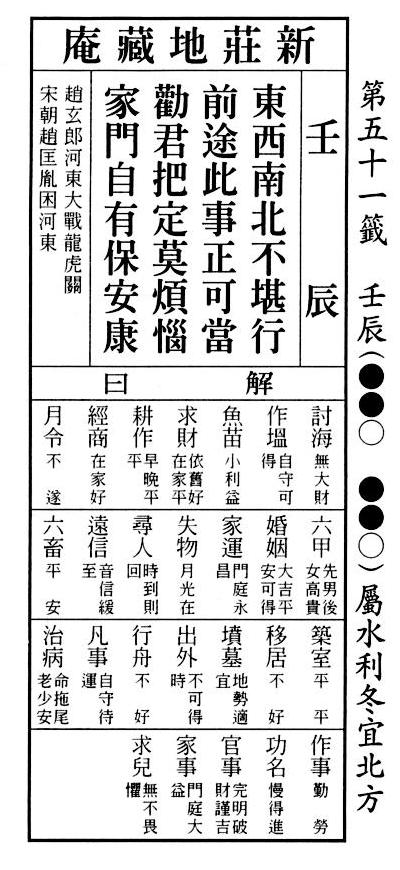 第五十一籤　壬辰(●●○　●●○)屬水利冬宜北方
新莊地藏庵
壬辰
東西南北不堪行
前途此事正可當
勸君把定莫煩惱
家門自有保安康
趙玄郎河東大戰龍虎關
宋朝趙匡胤困河東
解曰
討海 無大財
作塭 自守可得
魚苗 小利益
求財 依舊好在家平
耕作 早晚平平
經商 在家好
月令 不遂
六甲 先男後女高貴
婚姻 大吉平安可得
家運 門庭永昌
失物 月光在
尋人 時到則回
遠信 音信緩至
六畜 平安
築室 平平
移居 不好
墳墓 地勢適宜
出外 不可得時
行舟 不好
凡事 自守待運
治病 命拖尾老少安
作事 勤勞
功名 慢得進
官事 完明破財謹吉
家事 門庭大益
求兒 無不畏懼